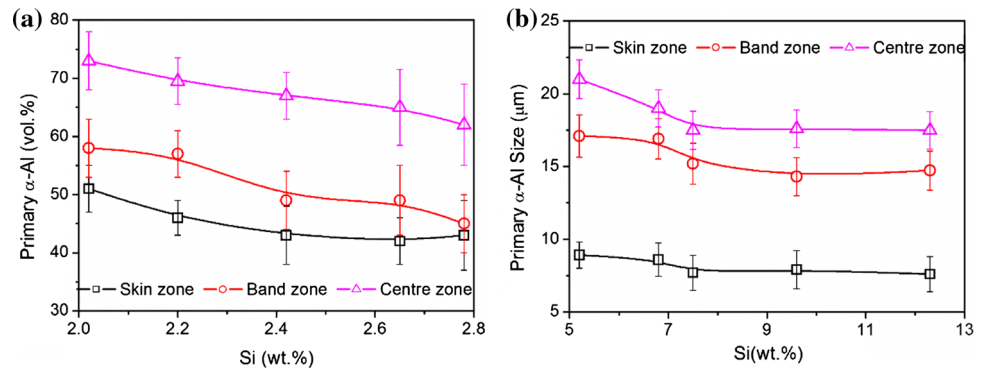 (a)
80
70
60
50
40
30
Primary α-Al (vol.%)
Skin zone Band zone Centre zone
2.0 2.2 2.4 2.6 2.8
Si (wt.%)
(b)
25
20
15
10
5
Primary α-Al Size (μm)
Skin zone Band zone Centre zone
5 7 9 11 13
Si(wt.%)